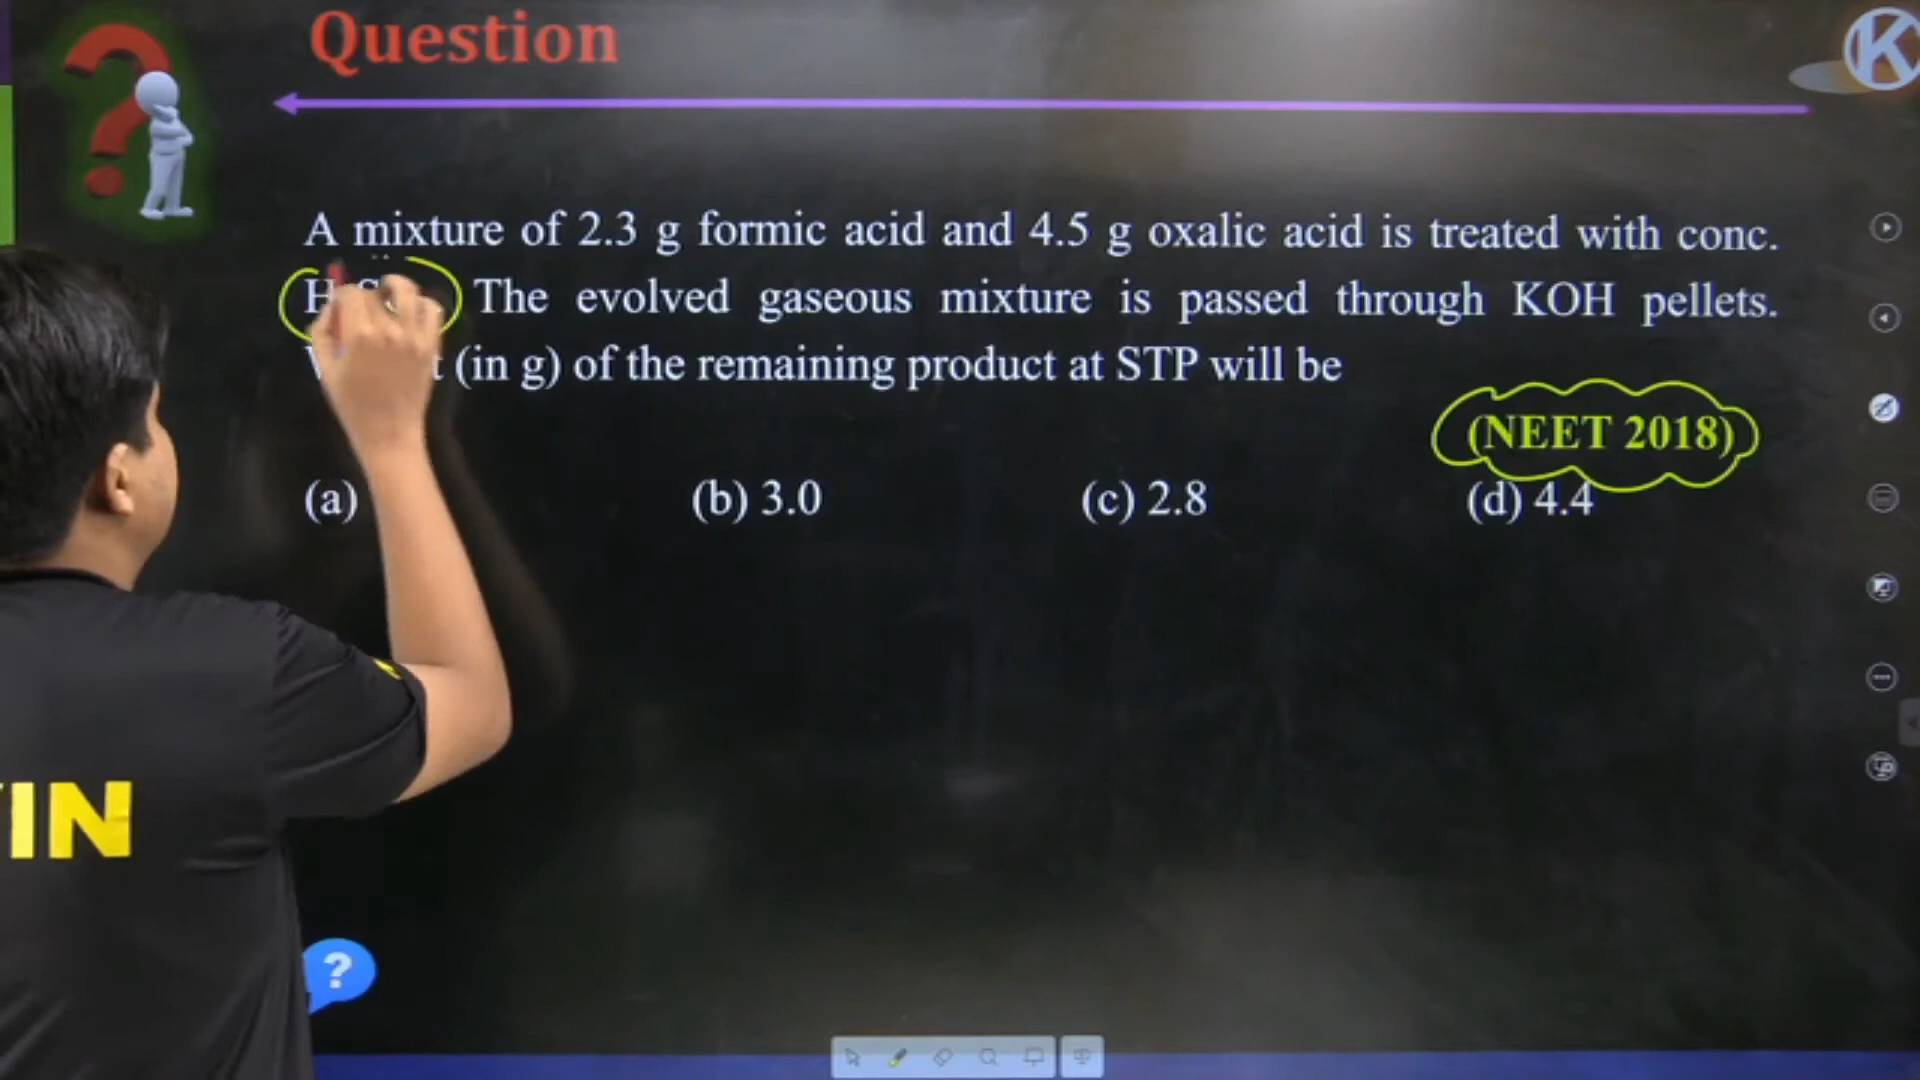 Question
K
A mixture of 2.3 g formic acid and 4.5 g oxalic acid is treated with conc.
H The evolved gaseous mixture is passed through KOH pellets.
(in g) of the remaining product at STP will be
(NEET 2018)
(a) (b) 3.0 (c) 2.8 (d) 4.4
IN
?